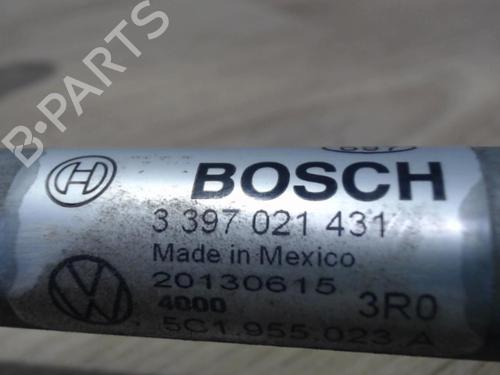 B-PARTS
BOSCH
3 397 021 431
Made in Mexico
20130615
4000 3R0
5C1.955.023 A